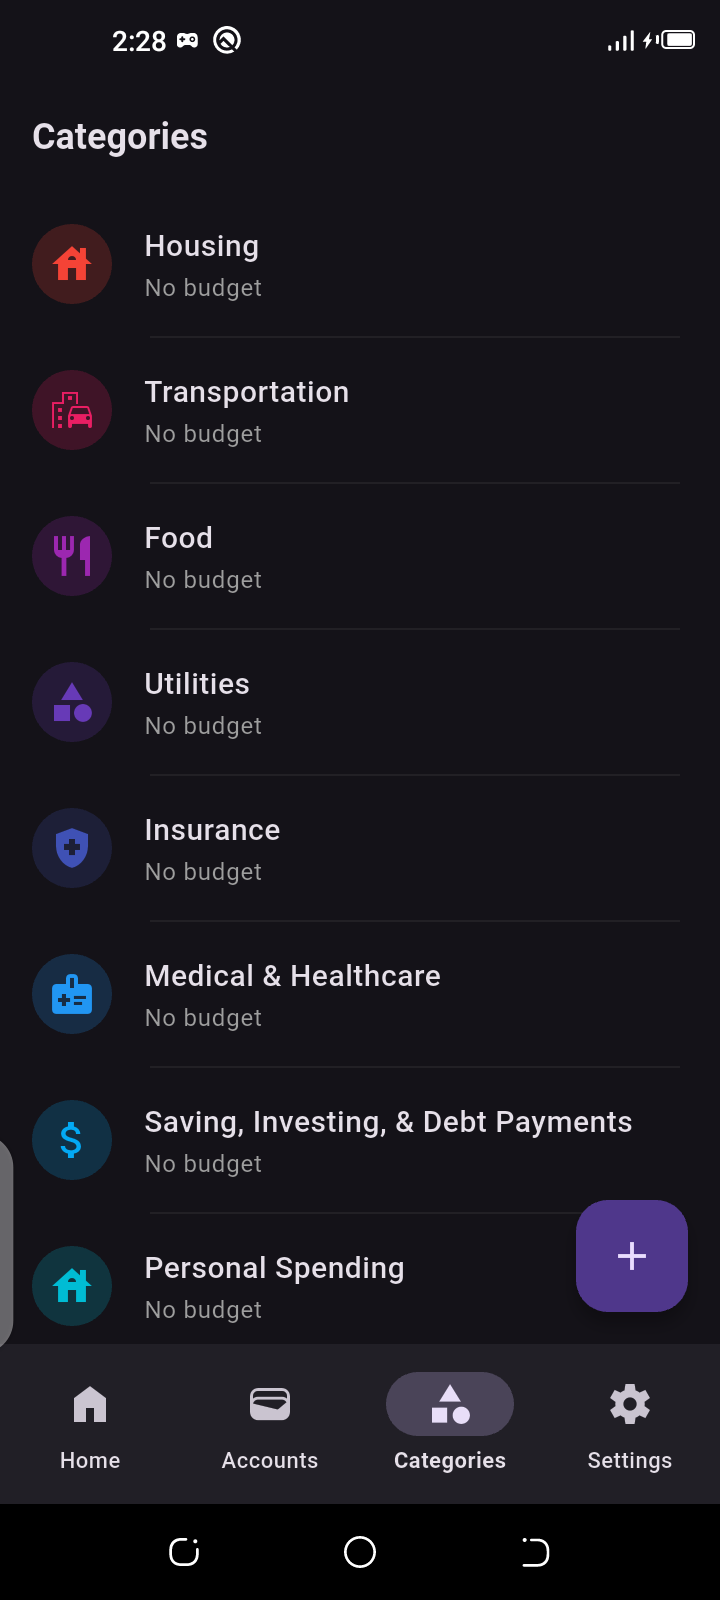 2:28
Categories
Housing
No budget
Transportation
No budget
Food
No budget
Utilities
No budget
Insurance
No budget
Medical & Healthcare
No budget
Saving, Investing, & Debt Payments
No budget
Personal Spending
No budget
Home Accounts Categories Settings